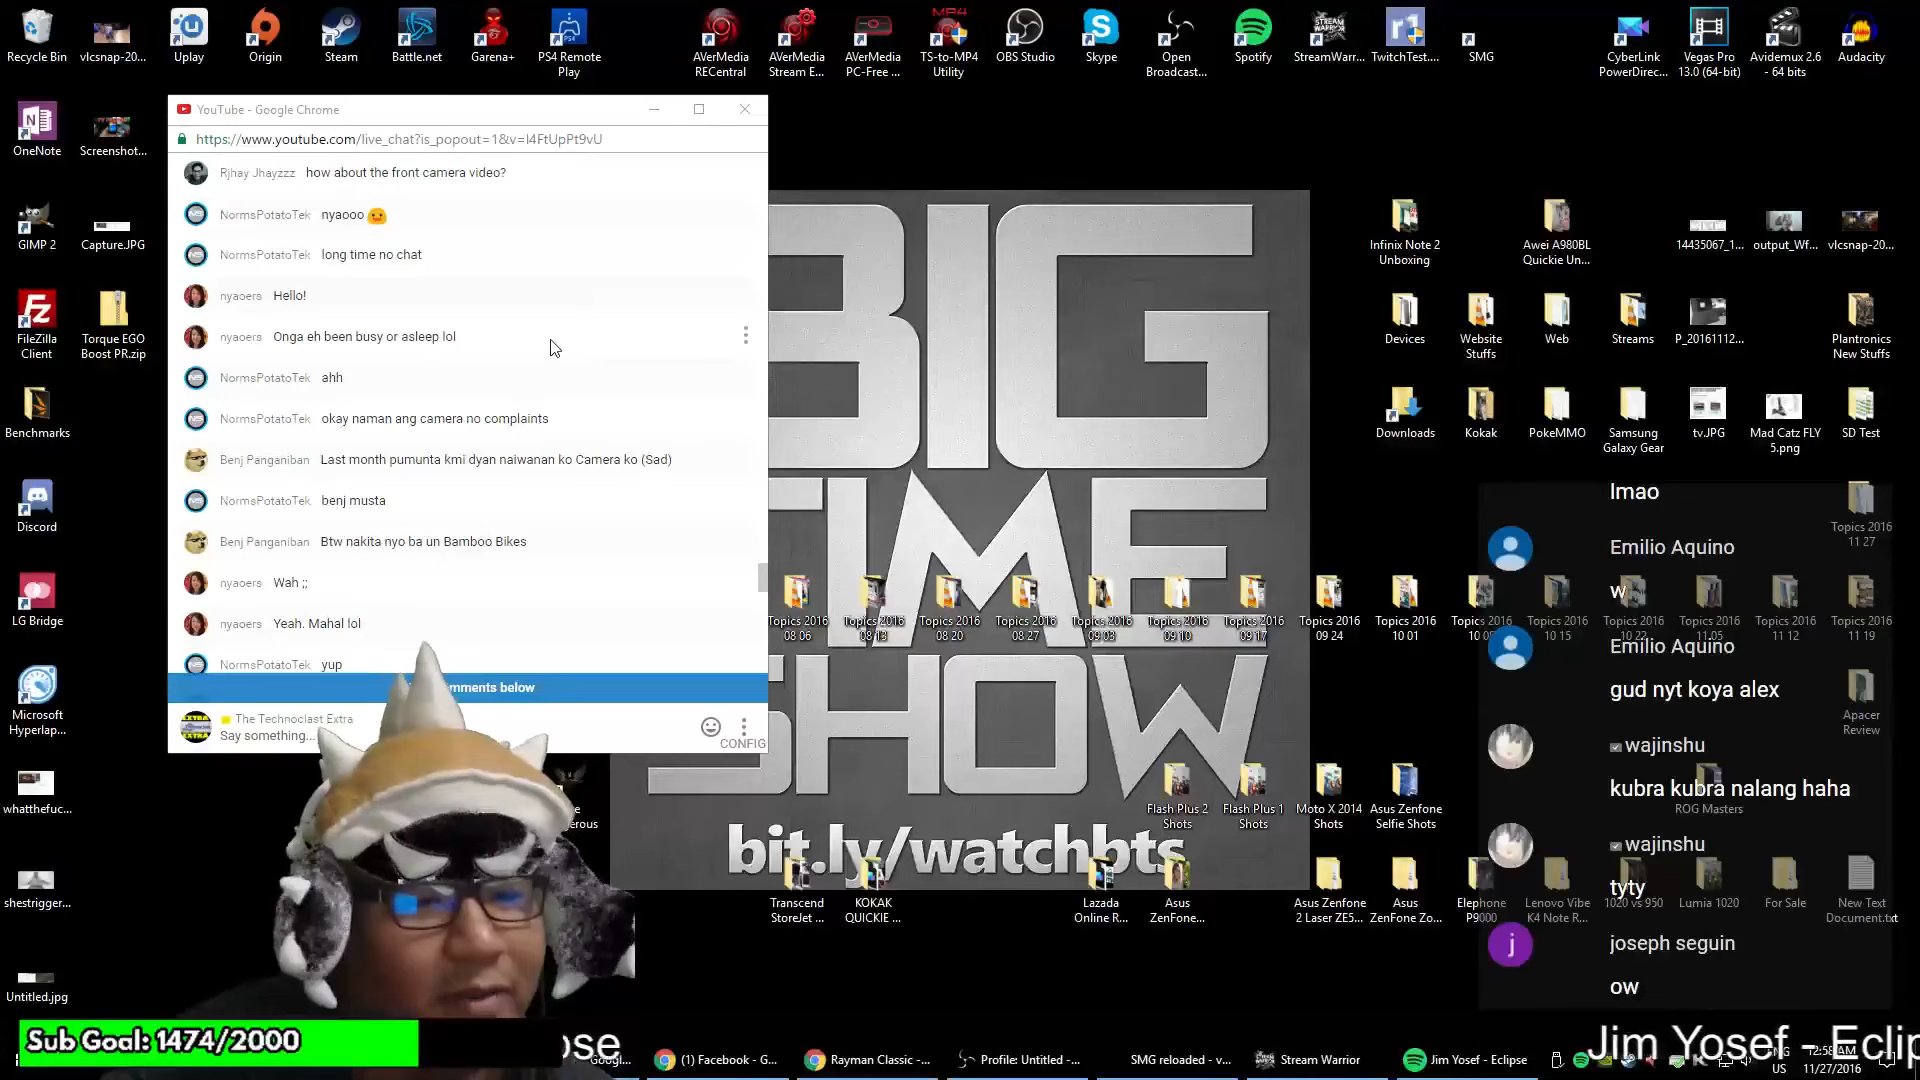 Recycle Bin
vlcsnap-20...
Uplay
Origin
Steam
Battle.net
Garena+
PS4 Remote
Play
AVerMedia
RECentral
AVerMedia
Stream E...
AVerMedia
PC-Free ...
TS-to-MP4
Utility
OBS Studio
Skype
Open
Broadcast...
Spotify
StreamWarr...
TwitchTest....
SMG
CyberLink
PowerDirec...
Vegas Pro
13.0 (64-bit)
Avidemux 2.6
- 64 bits
Audacity
YouTube - Google Chrome
https://www.youtube.com/live_chat?is_popout=1&v=I4FtUpPt9vU
Rjhay Jhayzzz how about the front camera video?
NormsPotatoTek nyaooo
NormsPotatoTek long time no chat
nyaoers Hello!
nyaoers Onga eh been busy or asleep lol
NormsPotatoTek ahh
NormsPotatoTek okay naman ang camera no complaints
Benj Panganiban Last month pumunta kmi dyan naiwanan ko Camera ko (Sad)
NormsPotatoTek benj musta
Benj Panganiban Btw nakita nyo ba un Bamboo Bikes
nyaoers Wah ;;
nyaoers Yeah. Mahal lol
NormsPotatoTek yup
mments below
The Technoclast Extra
Say something...
CONFIG
OneNote
Screenshot...
GIMP 2
Capture.JPG
FileZilla
Client
Torque EGO
Boost PR.zip
Benchmarks
Discord
LG Bridge
Microsoft
Hyperlap...
whatthefuc...
shestrigger...
Untitled.jpg
BIG
TIME
SHOW
bit.ly/watchbts
Infinix Note 2
Unboxing
Awei A980BL
Quickie Un...
14435067_1...
output_Wf...
vlcsnap-20...
Devices
Website
Stuffs
Web
Streams
P_20161112...
Plantronics
New Stuffs
Downloads
Kokak
PokeMMO
Samsung
Galaxy Gear
tv.JPG
Mad Catz FLY
5.png
SD Test
Topics 2016
11 27
Topics 2016
08 06
Topics 2016
08 13
Topics 2016
08 20
Topics 2016
08 27
Topics 2016
09 03
Topics 2016
09 10
Topics 2016
09 17
Topics 2016
09 24
Topics 2016
10 01
Topics 2016
Topics 2016
10 15
Topics 2016
10 22
Topics 2016
11 05
Topics 2016
11 12
Topics 2016
11 19
lmao
Emilio Aquino
w
Emilio Aquino
gud nyt koya alex
wajinshu
kubra kubra nalang haha
wajinshu
tyty
joseph seguin
ow
Apacer
Review
Flash Plus 2
Shots
Flash Plus 1
Shots
Moto X 2014
Shots
Asus Zenfone
Selfie Shots
ROG Masters
Transcend
StoreJet ...
KOKAK
QUICKIE ...
Lazada
Online R...
Asus
ZenFone...
Asus Zenfone
2 Laser ZE5...
Asus
ZenFone Zo...
Elephone
P9000
Lenovo Vibe
K4 Note R...
1020 vs 950
Lumia 1020
For Sale
New Text
Document.txt
Sub Goal: 1474/2000
Jim Yosef - Eclip
(1) Facebook - G...
Rayman Classic -...
Profile: Untitled -...
SMG reloaded - v...
Stream Warrior
Jim Yosef - Eclipse
US
11/27/2016